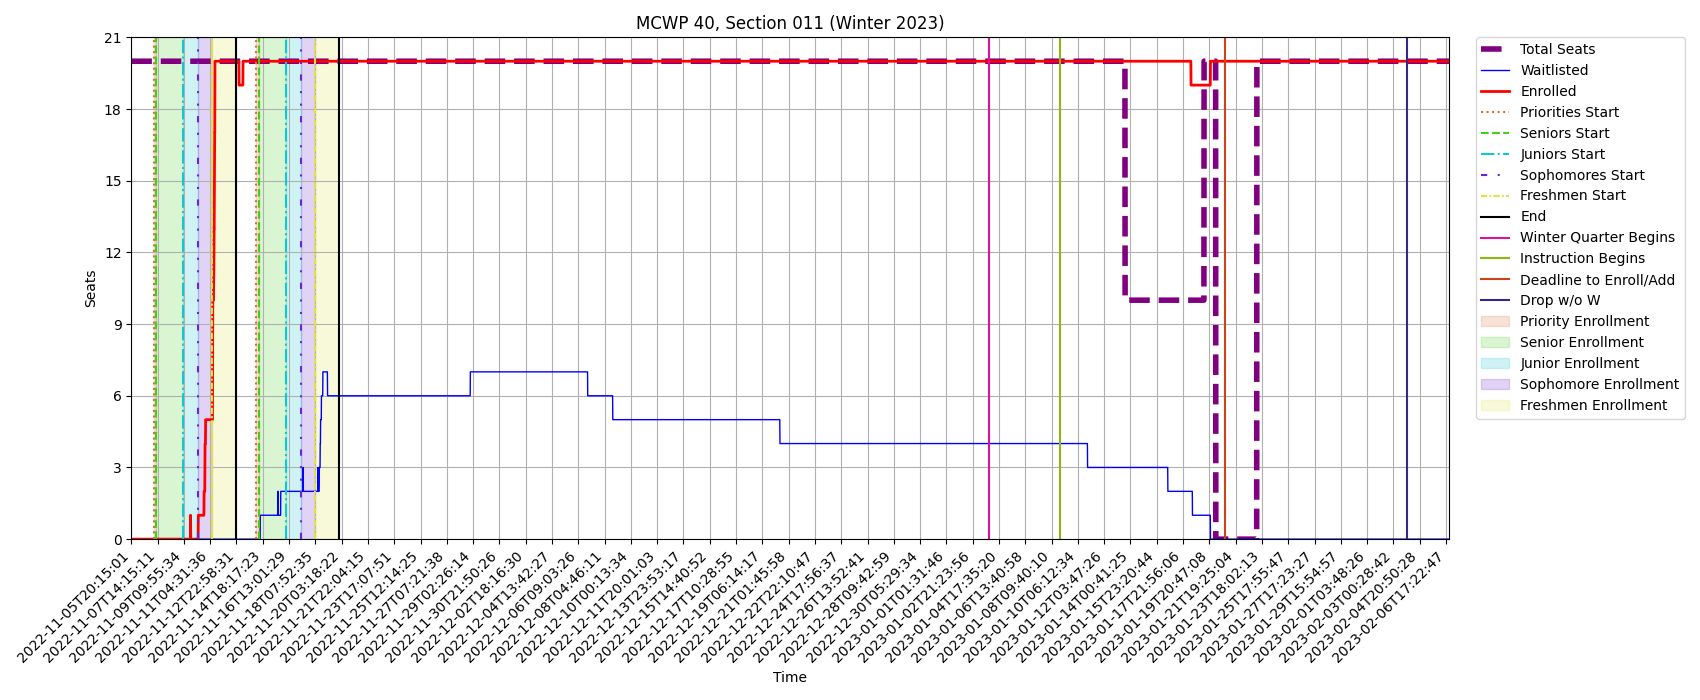 MCWP 40, Section 011 (Winter 2023)
21
18
15
12
9
6
3
0
Seats
2022-11-05T20:15:01
2022-11-07T14:15:11
2022-11-09T09:55:34
2022-11-11T04:31:36
2022-11-12T22:58:31
2022-11-14T18:17:23
2022-11-16T13:01:29
2022-11-18T07:52:35
2022-11-20T03:18:22
2022-11-21T22:04:15
2022-11-23T17:07:51
2022-11-25T12:14:25
2022-11-27T07:21:38
2022-11-29T02:26:14
2022-11-30T21:50:26
2022-12-02T18:16:30
2022-12-04T13:42:27
2022-12-06T09:03:26
2022-12-08T04:46:11
2022-12-10T00:13:34
2022-12-11T20:01:03
2022-12-13T23:53:17
2022-12-15T14:40:52
2022-12-17T10:28:55
2022-12-19T06:14:17
2022-12-21T01:45:58
2022-12-22T22:10:47
2022-12-24T17:56:37
2022-12-26T13:52:41
2022-12-28T09:42:59
2022-12-30T05:29:34
2023-01-01T01:31:46
2023-01-02T21:23:56
2023-01-04T17:35:20
2023-01-06T13:40:58
2023-01-08T09:40:10
2023-01-10T06:12:34
2023-01-12T03:47:26
2023-01-14T00:41:25
2023-01-15T23:20:44
2023-01-17T21:56:06
2023-01-19T20:47:08
2023-01-21T19:25:04
2023-01-23T18:02:13
2023-01-25T17:55:47
2023-01-27T17:23:27
2023-01-29T15:54:57
2023-02-01T03:48:26
2023-02-03T00:28:42
2023-02-04T20:50:28
2023-02-06T17:22:47
Time
Total Seats
Waitlisted
Enrolled
Priorities Start
Seniors Start
Juniors Start
Sophomores Start
Freshmen Start
End
Winter Quarter Begins
Instruction Begins
Deadline to Enroll/Add
Drop w/o W
Priority Enrollment
Senior Enrollment
Junior Enrollment
Sophomore Enrollment
Freshmen Enrollment